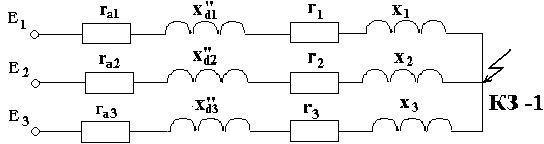 E1 ra1 x"d1 r1 x1
E2 ra2 x"d2 r2 x2
КЗ -1
E3 ra3 x"d3 r3 x3